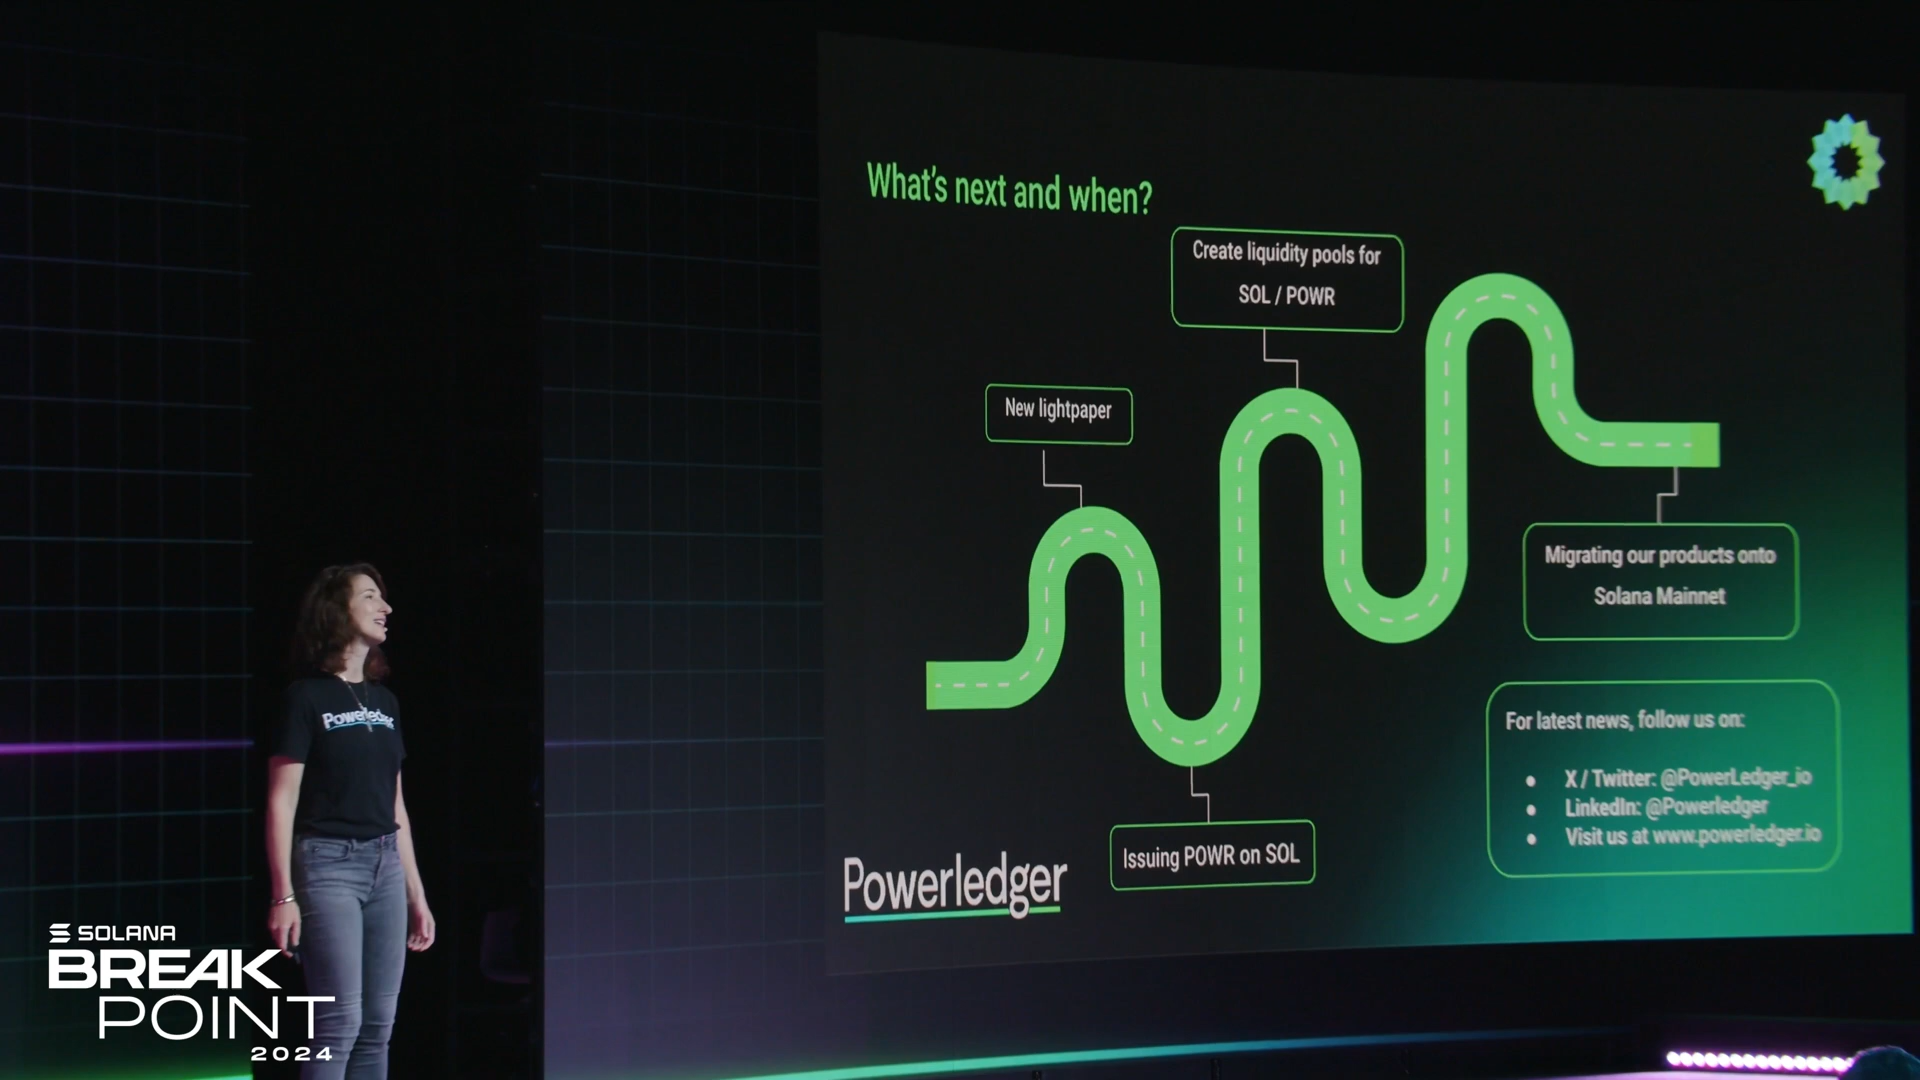 What's next and when?
Create liquidity pools for
SOL / POWR
New lightpaper
Migrating our products onto
Solana Mainnet
Issuing POWR on SOL
For latest news, follow us on:
• X / Twitter: @PowerLedger_io
• LinkedIn: @Powerledger
• Visit us at www.powerledger.io
Powerledger
Powerledger
SOLANA
BREAK
POINT
2024